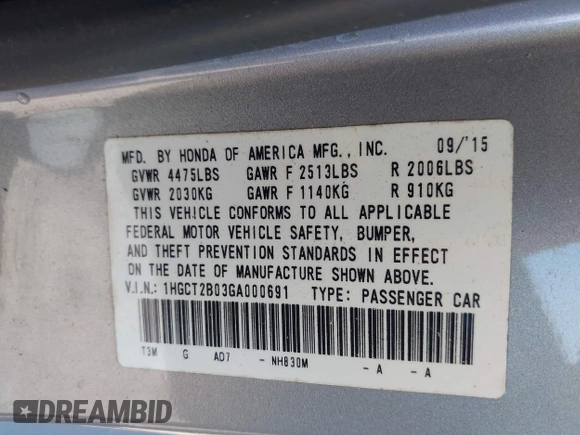 MFD. BY HONDA OF AMERICA MFG., INC. 09/'15
GVWR 4475LBS GAWR F 2513LBS R 2006LBS
GVWR 2030KG GAWR F 1140KG R 910KG
THIS VEHICLE CONFORMS TO ALL APPLICABLE
FEDERAL MOTOR VEHICLE SAFETY, BUMPER,
AND THEFT PREVENTION STANDARDS IN EFFECT
ON THE DATE OF MANUFACTURE SHOWN ABOVE.
V.I.N.: 1HGCT2B03GA000691 TYPE: PASSENGER CAR
T3M G AD7 - NH830M - A - A
DREAMBID